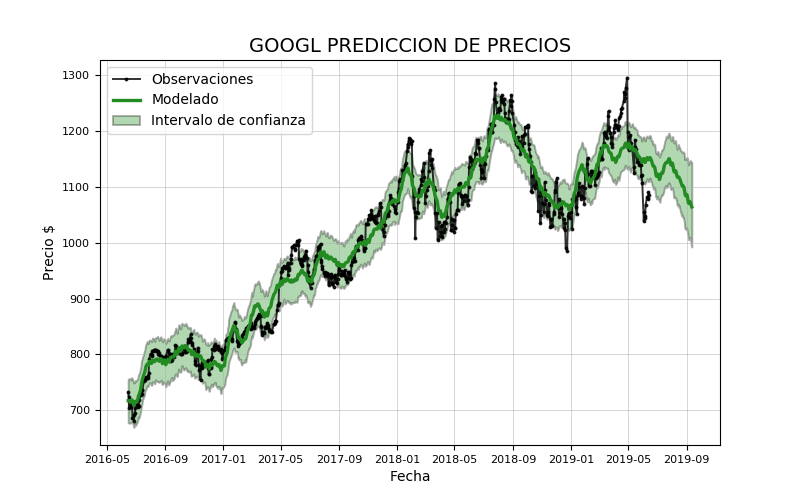 GOOGL PREDICCION DE PRECIOS
Observaciones
Modelado
Intervalo de confianza
Precio $
1300
1200
1100
1000
900
800
700
2016-05 2016-09 2017-01 2017-05 2017-09 2018-01 2018-05 2018-09 2019-01 2019-05 2019-09
Fecha